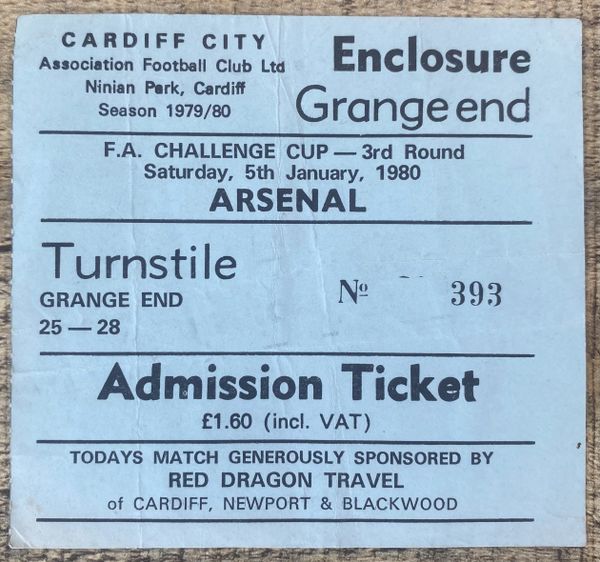 CARDIFF CITY
Association Football Club Ltd
Ninian Park, Cardiff
Season 1979/80
Enclosure
Grange end
F.A. CHALLENGE CUP — 3rd Round
Saturday, 5th January, 1980
ARSENAL
Turnstile
GRANGE END
25 — 28
No 393
Admission Ticket
£1.60 (incl. VAT)
TODAYS MATCH GENEROUSLY SPONSORED BY
RED DRAGON TRAVEL
of CARDIFF, NEWPORT & BLACKWOOD